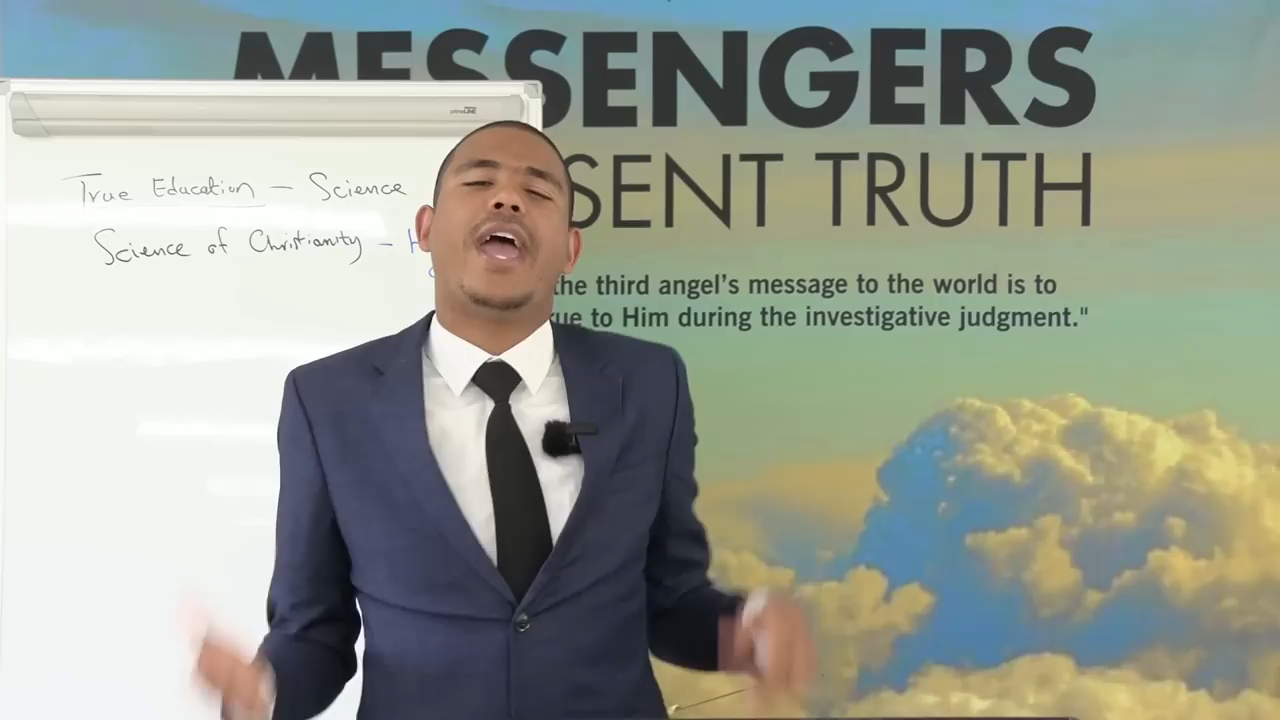 MESSENGERS
SENT TRUTH
the third angel's message to the world is to
to Him during the investigative judgment."
True Education – Science
Science of Christianity –